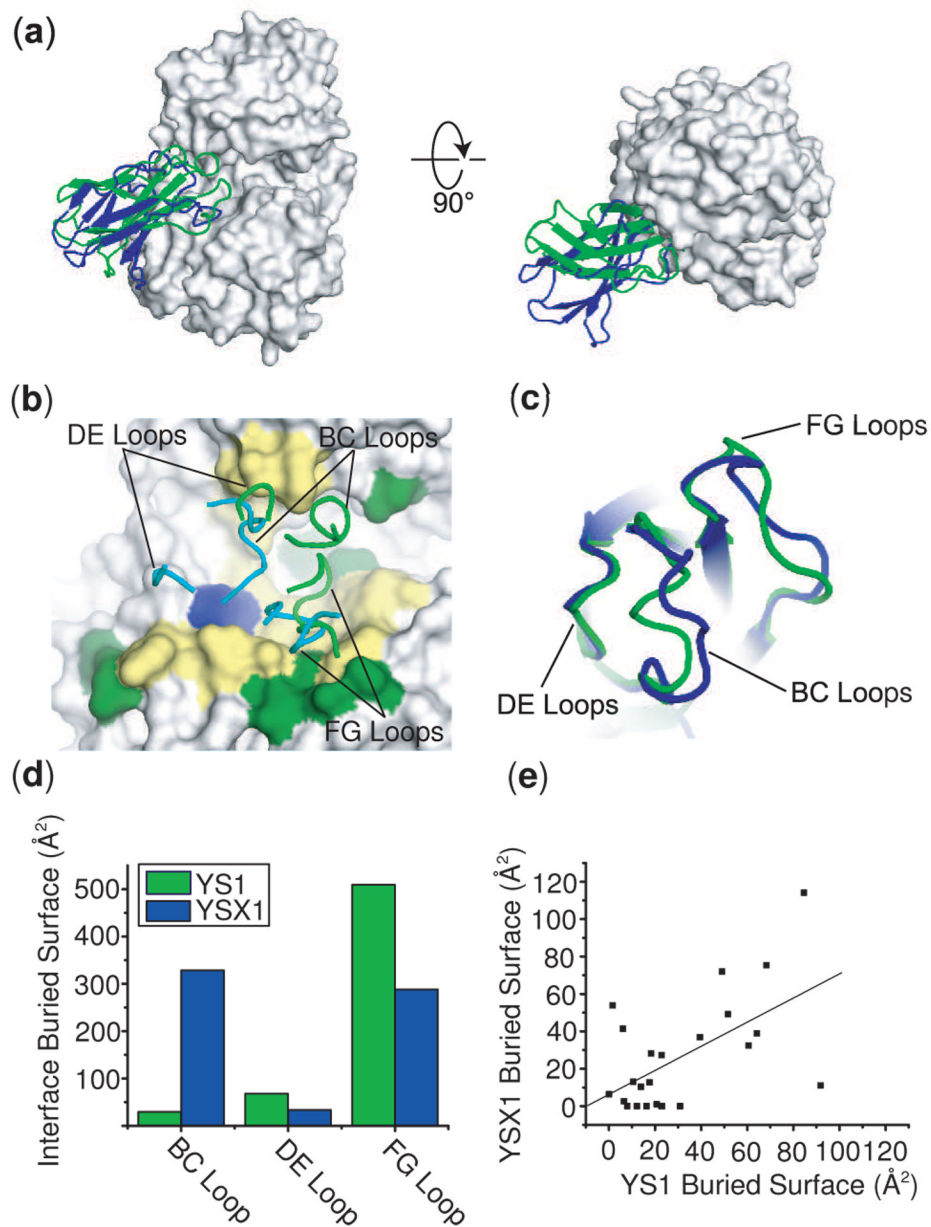 (a)
90°
(b)
DE Loops
BC Loops
FG Loops
(c)
FG Loops
DE Loops
BC Loops
(d)
Interface Buried Surface (Å²)
500
400
300
200
100
YS1
YSX1
BC Loop
DE Loop
FG Loop
(e)
YSX1 Buried Surface (Å²)
120
100
80
60
40
20
0
0 20 40 60 80 100 120
YS1 Buried Surface (Å²)